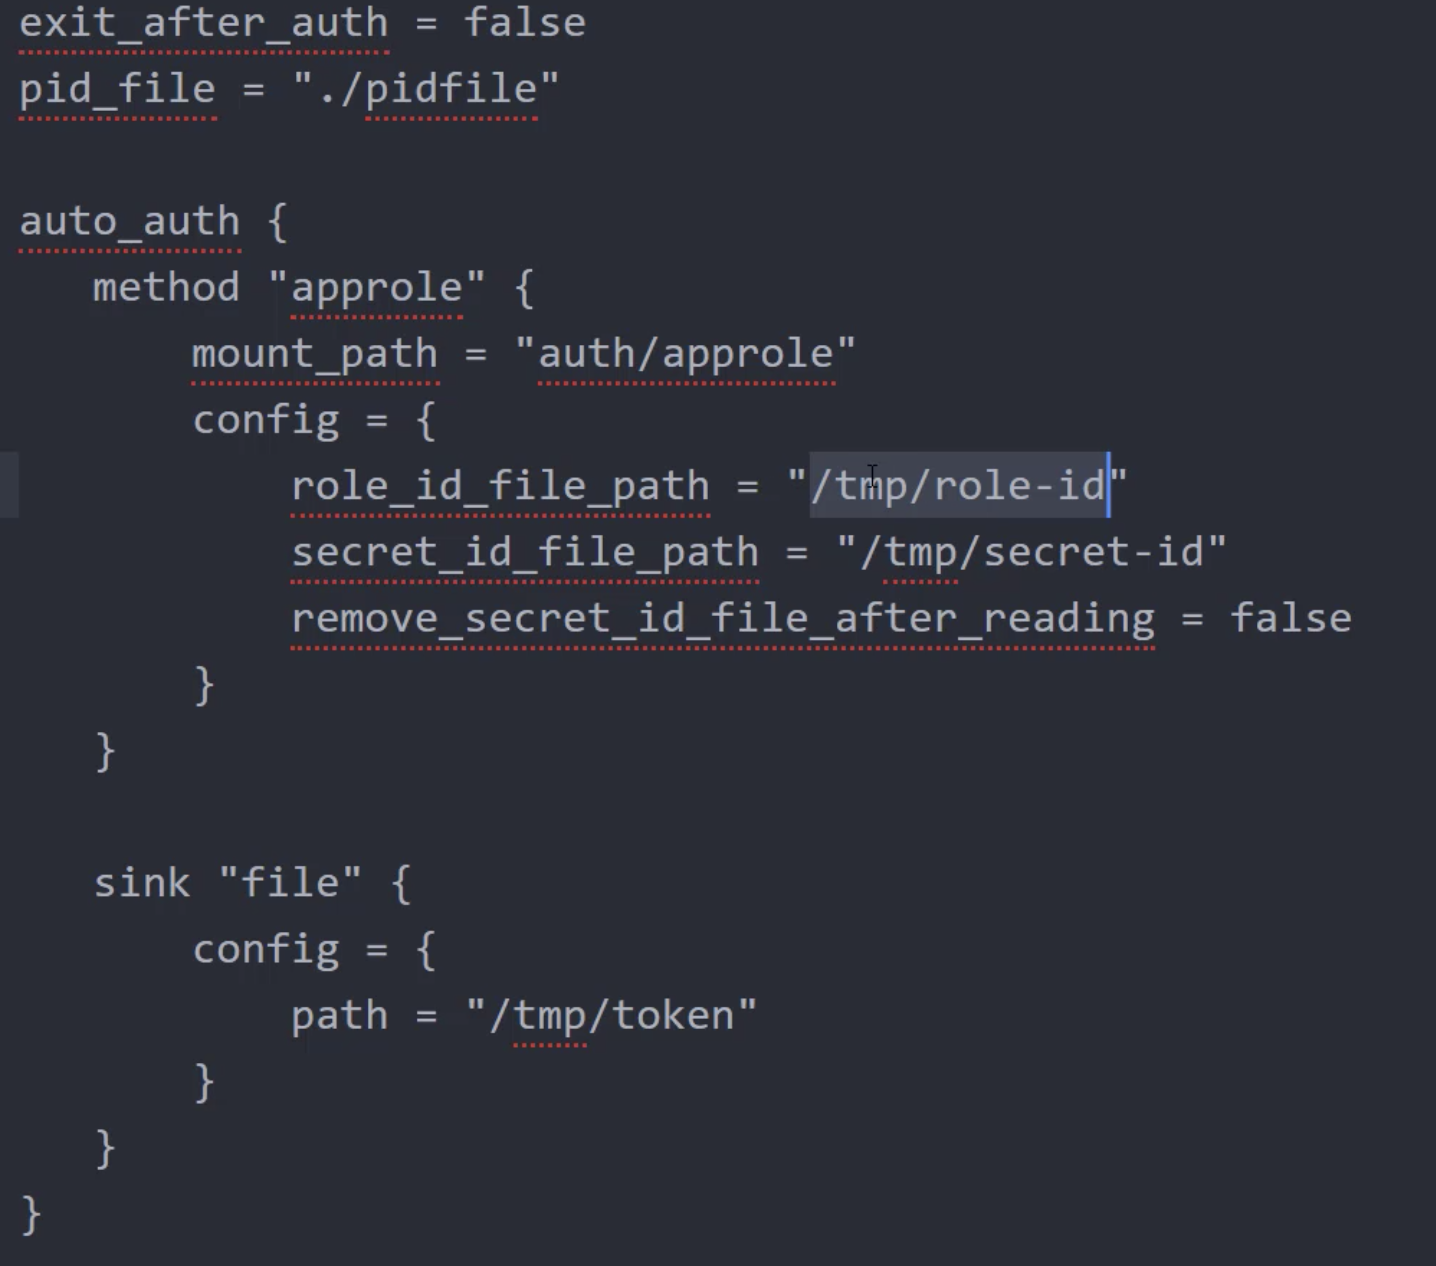 exit_after_auth = false
pid_file = "./pidfile"
auto_auth {
method "approle" {
mount_path = "auth/approle"
config = {
role_id_file_path = "/tmp/role-id"
secret_id_file_path = "/tmp/secret-id"
remove_secret_id_file_after_reading = false
}
}
sink "file" {
config = {
path = "/tmp/token"
}
}
}